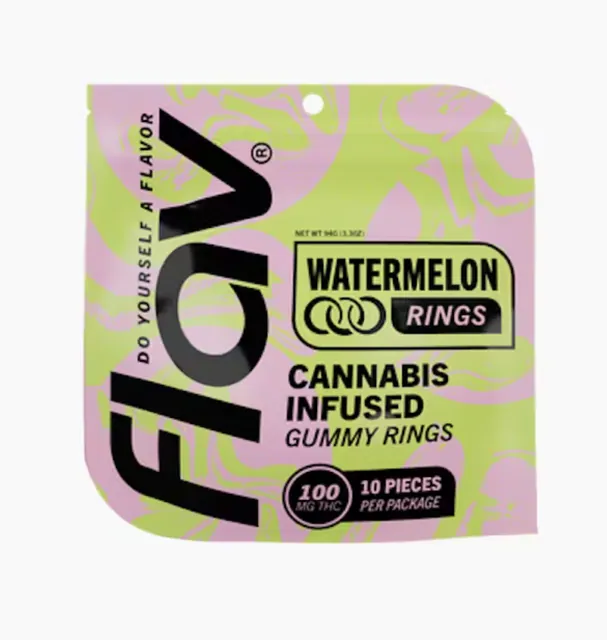 DO YOURSELF A FLAVOR
flav®
NET WT 94G (3.3OZ)
WATERMELON
RINGS
CANNABIS
INFUSED
GUMMY RINGS
100
MG THC
10 PIECES
PER PACKAGE